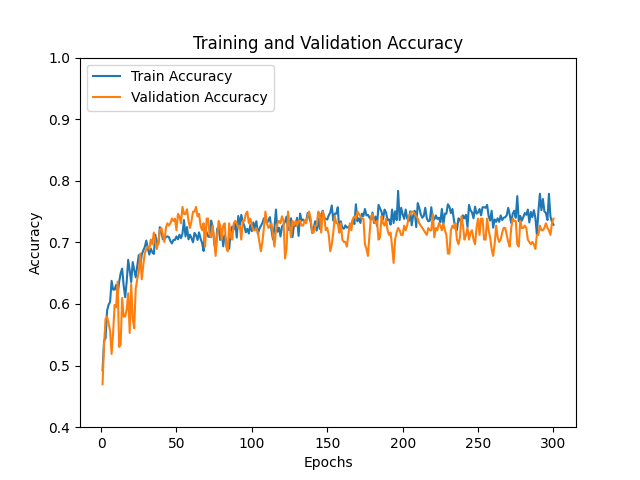 Training and Validation Accuracy
Train Accuracy
Validation Accuracy
Accuracy
1.0
0.9
0.8
0.7
0.6
0.5
0.4
0 50 100 150 200 250 300
Epochs